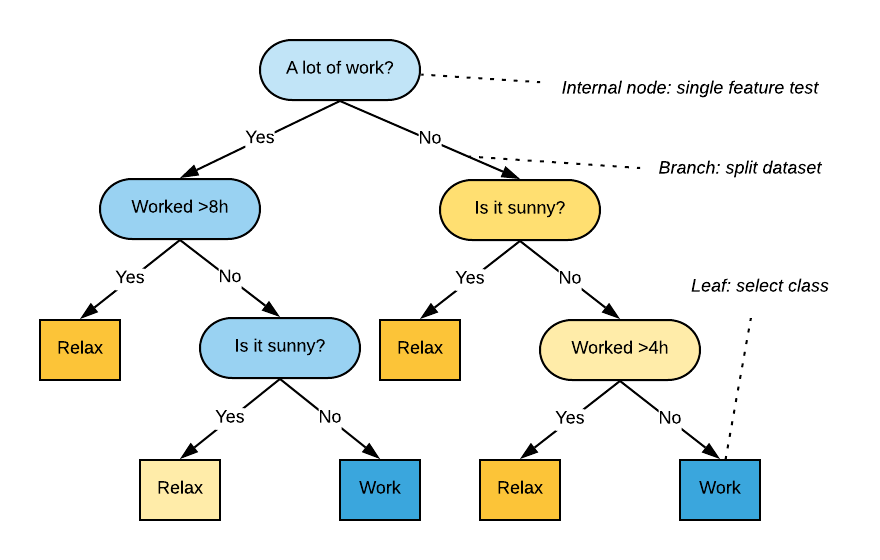 A lot of work?
Internal node: single feature test
Yes
No
Branch: split dataset
Worked >8h
Is it sunny?
Yes
No
Yes
No
Leaf: select class
Relax
Is it sunny?
Relax
Worked >4h
Yes
No
Yes
No
Relax
Work
Relax
Work